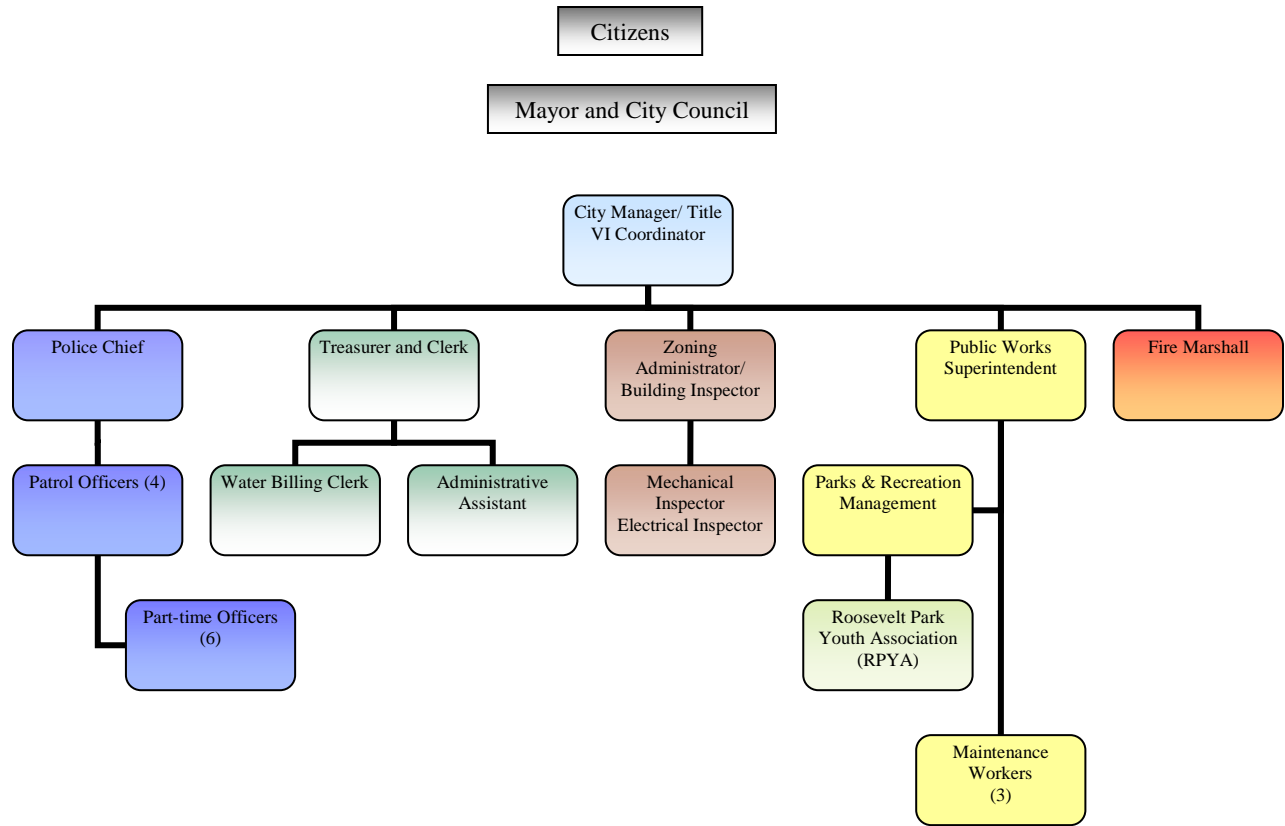 Citizens
Mayor and City Council
City Manager/ Title
VI Coordinator
Police Chief
Treasurer and Clerk
Zoning
Administrator/
Building Inspector
Public Works
Superintendent
Fire Marshall
Patrol Officers (4)
Water Billing Clerk
Administrative
Assistant
Mechanical
Inspector
Electrical Inspector
Parks & Recreation
Management
Part-time Officers
(6)
Roosevelt Park
Youth Association
(RPYA)
Maintenance
Workers
(3)